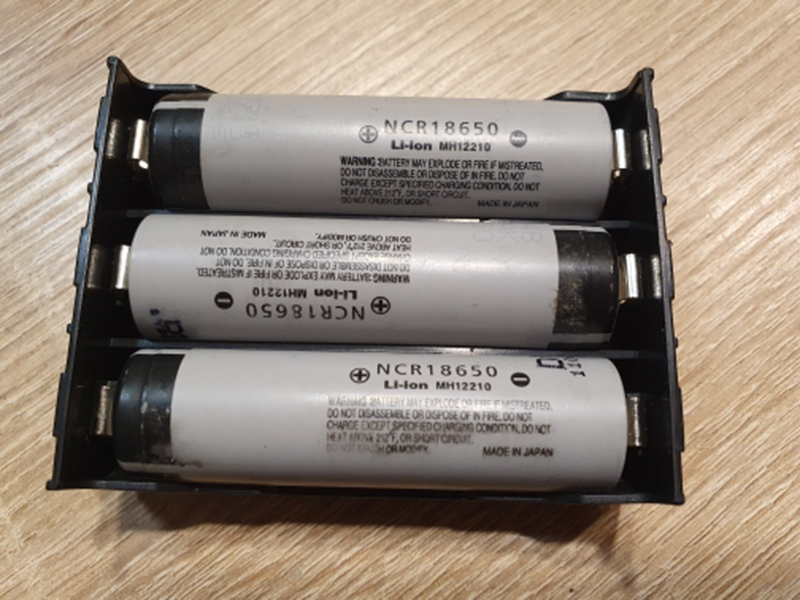 ⊕ NCR18650 ⊖
Li-ion MH12210
WARNING :BATTERY MAY EXPLODE OR FIRE IF MISTREATED.
DO NOT DISASSEMBLE OR DISPOSE OF IN FIRE. DO NOT
CHARGE EXCEPT SPECIFIED CHARGING CONDITION, DO NOT
HEAT ABOVE 212°F, OR SHORT CIRCUIT.
DO NOT CRUSH OR MODIFY. MADE IN JAPAN
⊕ NCR18650 ⊖
Li-ion MH12210
WARNING :BATTERY MAY EXPLODE OR FIRE IF MISTREATED.
DO NOT DISASSEMBLE OR DISPOSE OF IN FIRE. DO NOT
CHARGE EXCEPT SPECIFIED CHARGING CONDITION, DO NOT
HEAT ABOVE 212°F, OR SHORT CIRCUIT.
DO NOT CRUSH OR MODIFY. MADE IN JAPAN
⊕ NCR18650 ⊖
Li-ion MH12210
WARNING :BATTERY MAY EXPLODE OR FIRE IF MISTREATED.
DO NOT DISASSEMBLE OR DISPOSE OF IN FIRE, DO NOT
CHARGE EXCEPT SPECIFIED CHARGING CONDITION, DO NOT
HEAT ABOVE 212°F, OR SHORT CIRCUIT.
DO NOT CRUSH OR MODIFY. MADE IN JAPAN